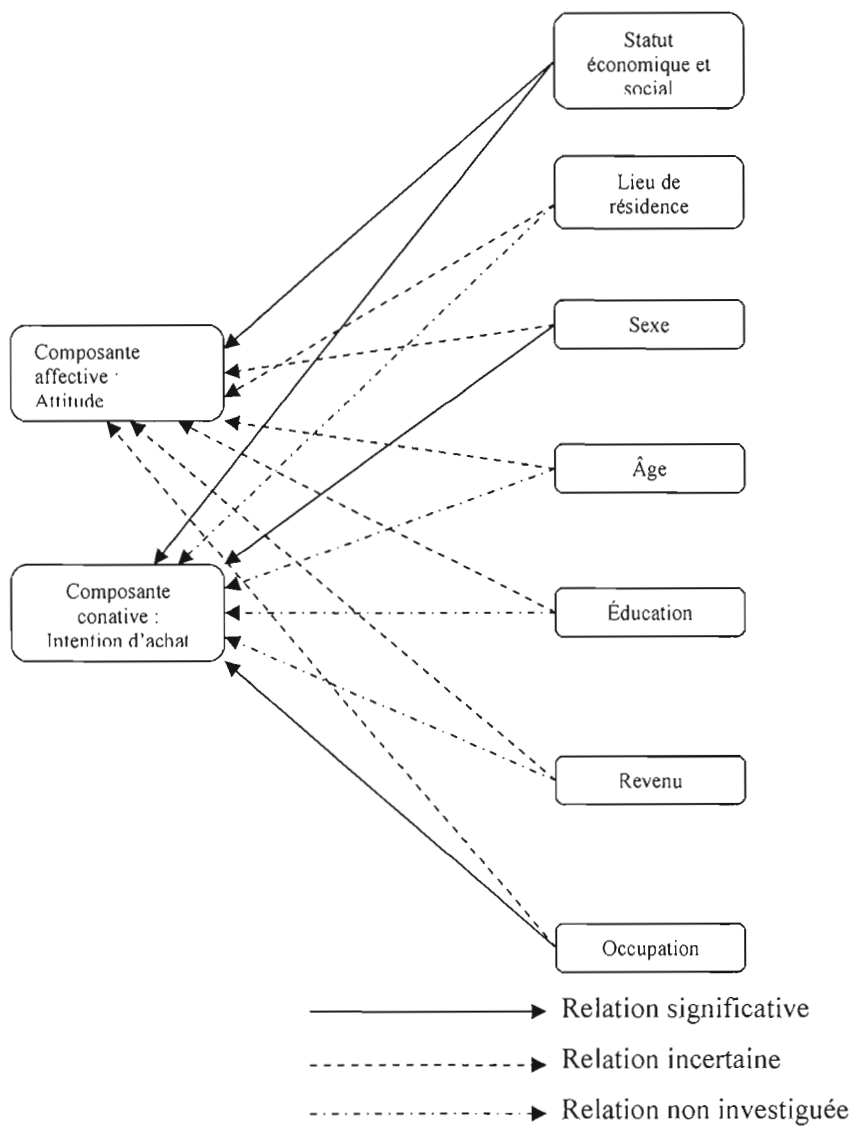 Statut
économique et
social
Lieu de
résidence
Sexe
Composante
affective :
Attitude
Âge
Composante
conative :
Intention d'achat
Éducation
Revenu
Occupation
Relation significative
Relation incertaine
Relation non investiguée